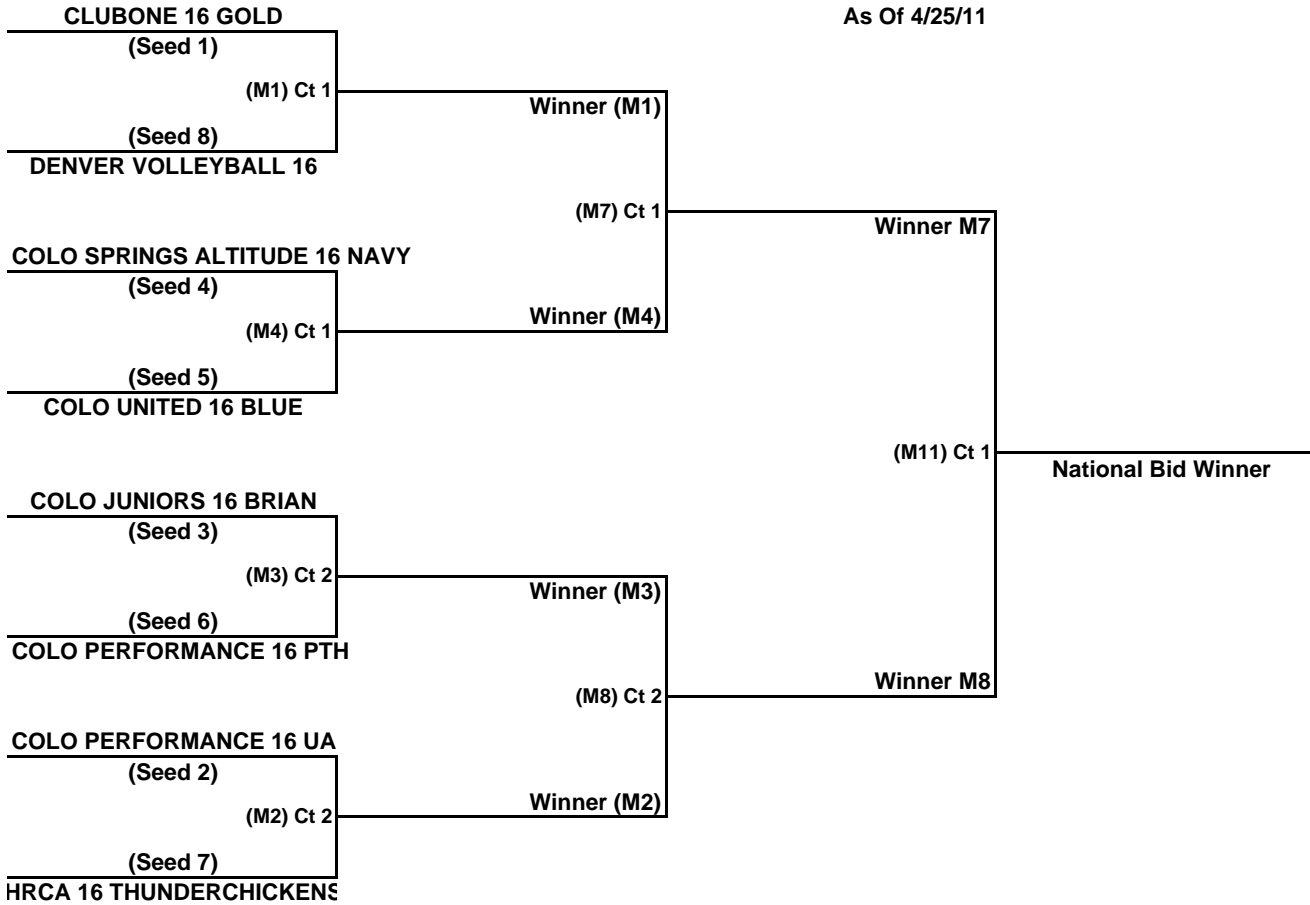 CLUBONE 16 GOLD
As Of 4/25/11
(Seed 1)
(M1) Ct 1
Winner (M1)
(Seed 8)
DENVER VOLLEYBALL 16
(M7) Ct 1
Winner M7
COLO SPRINGS ALTITUDE 16 NAVY
(Seed 4)
(M4) Ct 1
Winner (M4)
(Seed 5)
COLO UNITED 16 BLUE
(M11) Ct 1
National Bid Winner
COLO JUNIORS 16 BRIAN
(Seed 3)
(M3) Ct 2
Winner (M3)
(Seed 6)
COLO PERFORMANCE 16 PTH
(M8) Ct 2
Winner M8
COLO PERFORMANCE 16 UA
(Seed 2)
(M2) Ct 2
Winner (M2)
(Seed 7)
HRCA 16 THUNDERCHICKENS